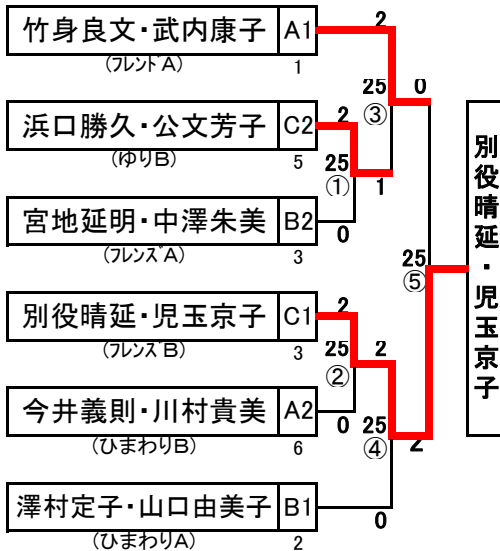 竹身良文・武内康子 A1
(フレンドA) 1
2
25 0
③
浜口勝久・公文芳子 C2
(ゆりB) 5
2
25
① 1
宮地延明・中澤朱美 B2
(フレンズA) 3
0
25
⑤
別役晴延・児玉京子
別役晴延・児玉京子 C1
(フレンズB) 3
2
25 2
②
今井義則・川村貴美 A2
(ひまわりB) 6
0 25
④ 2
澤村定子・山口由美子 B1
(ひまわりA) 2
0